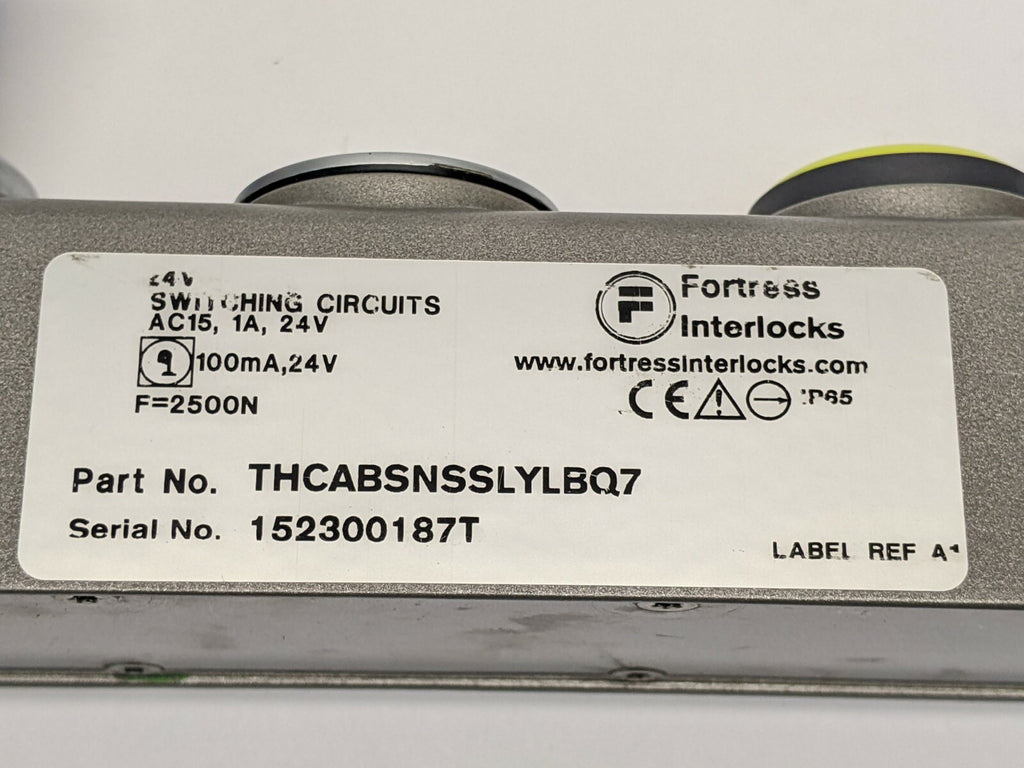 24V
SWITCHING CIRCUITS
AC15, 1A, 24V
100mA,24V
F=2500N
Fortress
Interlocks
www.fortressinterlocks.com
CE IP65
Part No. THCABSNSSLYLBQ7
Serial No. 152300187T
LABEL REF A1